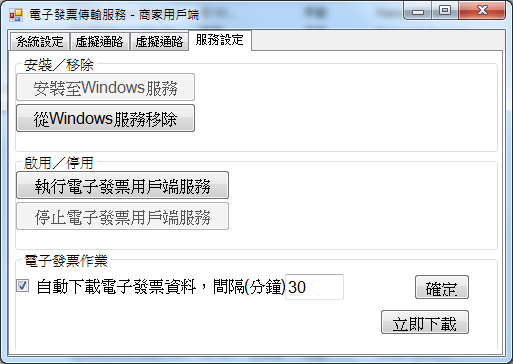 電子發票傳輸服務 - 商家用戶端
系統設定 虛擬通路 虛擬通路 服務設定
安裝／移除
安裝至Windows服務
從Windows服務移除
啟用／停用
執行電子發票用戶端服務
停止電子發票用戶端服務
電子發票作業
自動下載電子發票資料，間隔(分鐘)30 確定
立即下載